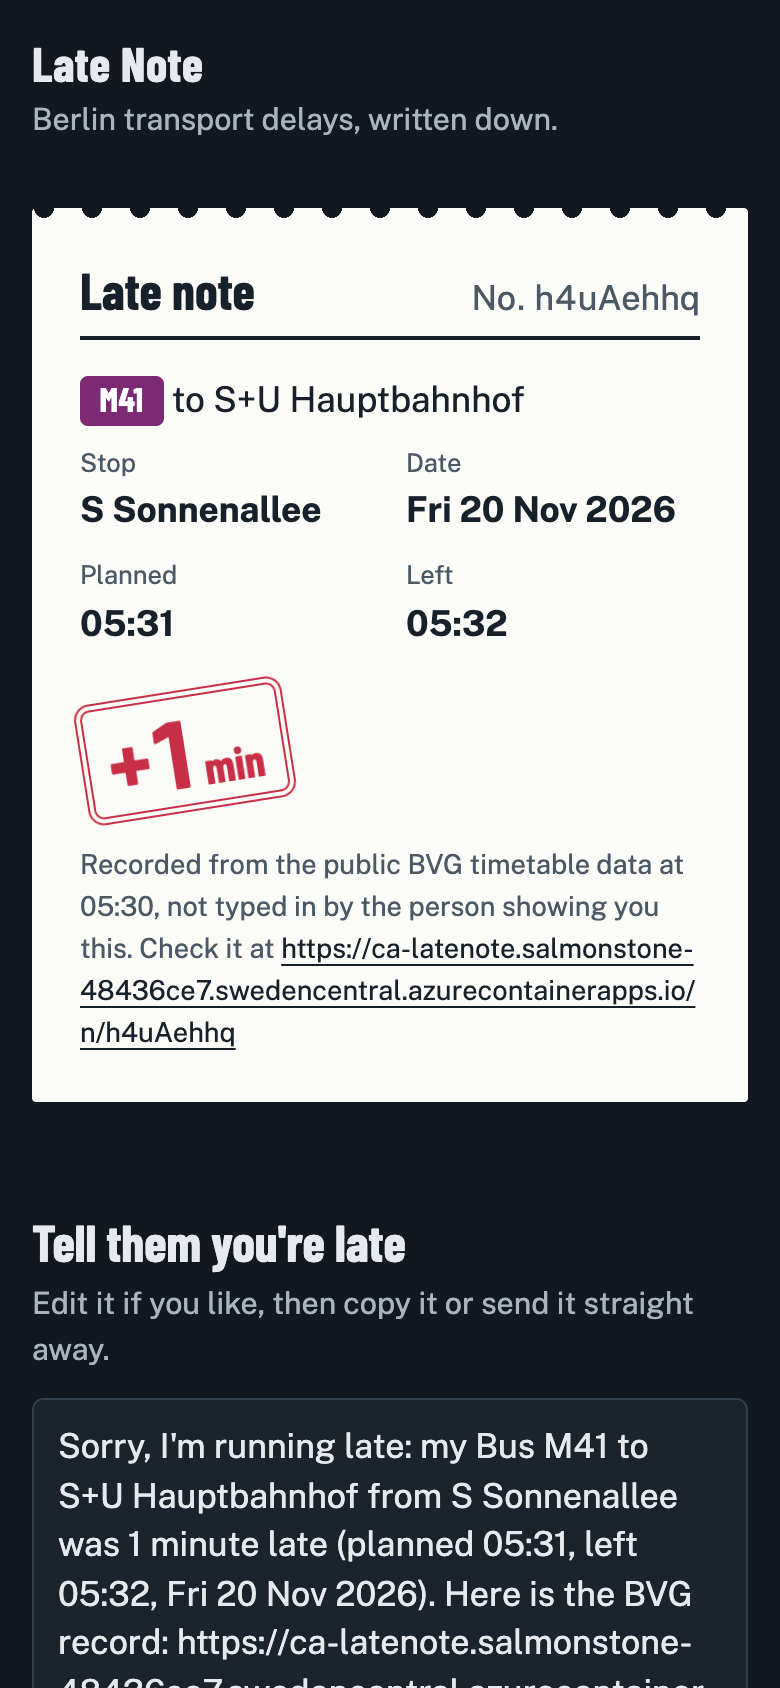 Late Note
Berlin transport delays, written down.
Late note No. h4uAehhq
M41 to S+U Hauptbahnhof
Stop Date
S Sonnenallee Fri 20 Nov 2026
Planned Left
05:31 05:32
+1 min
Recorded from the public BVG timetable data at
05:30, not typed in by the person showing you
this. Check it at https://ca-latenote.salmonstone-
48436ce7.swedencentral.azurecontainerapps.io/
n/h4uAehhq
Tell them you're late
Edit it if you like, then copy it or send it straight
away.
Sorry, I'm running late: my Bus M41 to
S+U Hauptbahnhof from S Sonnenallee
was 1 minute late (planned 05:31, left
05:32, Fri 20 Nov 2026). Here is the BVG
record: https://ca-latenote.salmonstone-